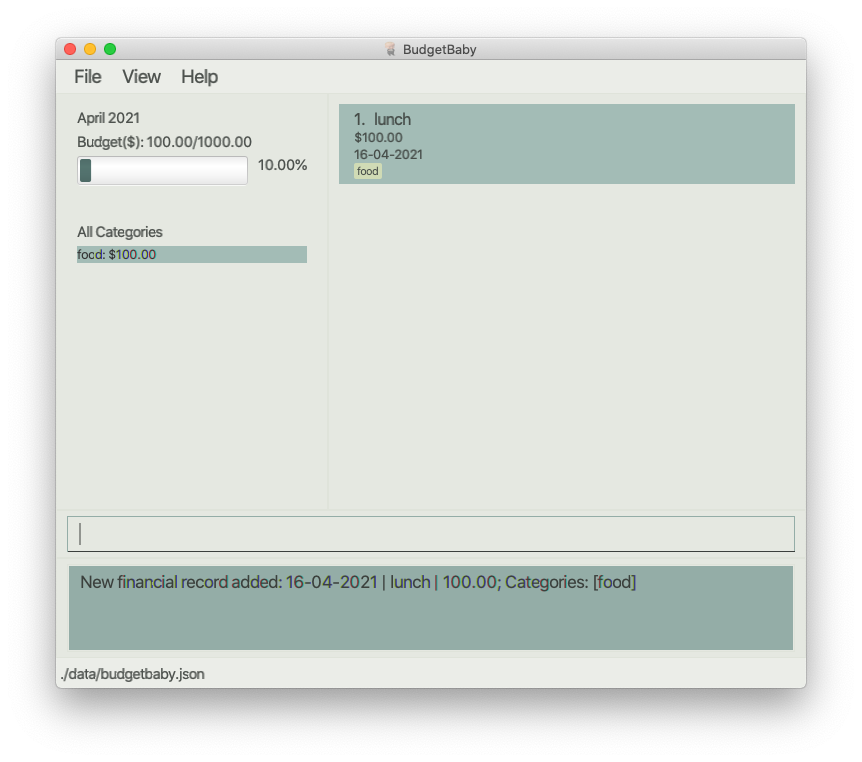 BudgetBaby
File View Help
April 2021
Budget($): 100.00/1000.00
10.00%
All Categories
food: $100.00
1. lunch
$100.00
16-04-2021
food
New financial record added: 16-04-2021 | lunch | 100.00; Categories: [food]
./data/budgetbaby.json